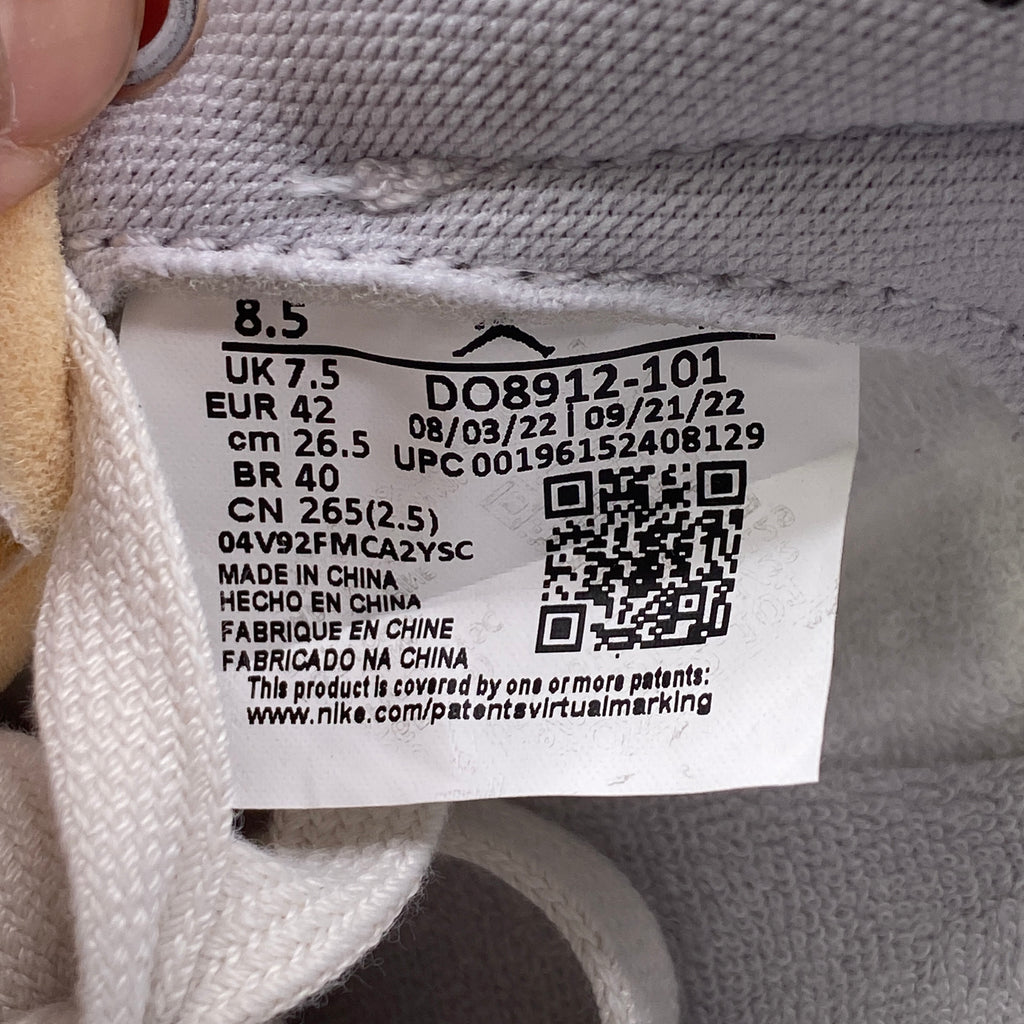 8.5
UK 7.5
EUR 42
cm 26.5
BR 40
CN 265(2.5)
04V92FMCA2YSC
DO8912-101
08/03/22 | 09/21/22
UPC 00196152408129
MADE IN CHINA
HECHO EN CHINA
FABRIQUE EN CHINE
FABRICADO NA CHINA
This product is covered by one or more patents:
www.nike.com/patentsvirtualmarking